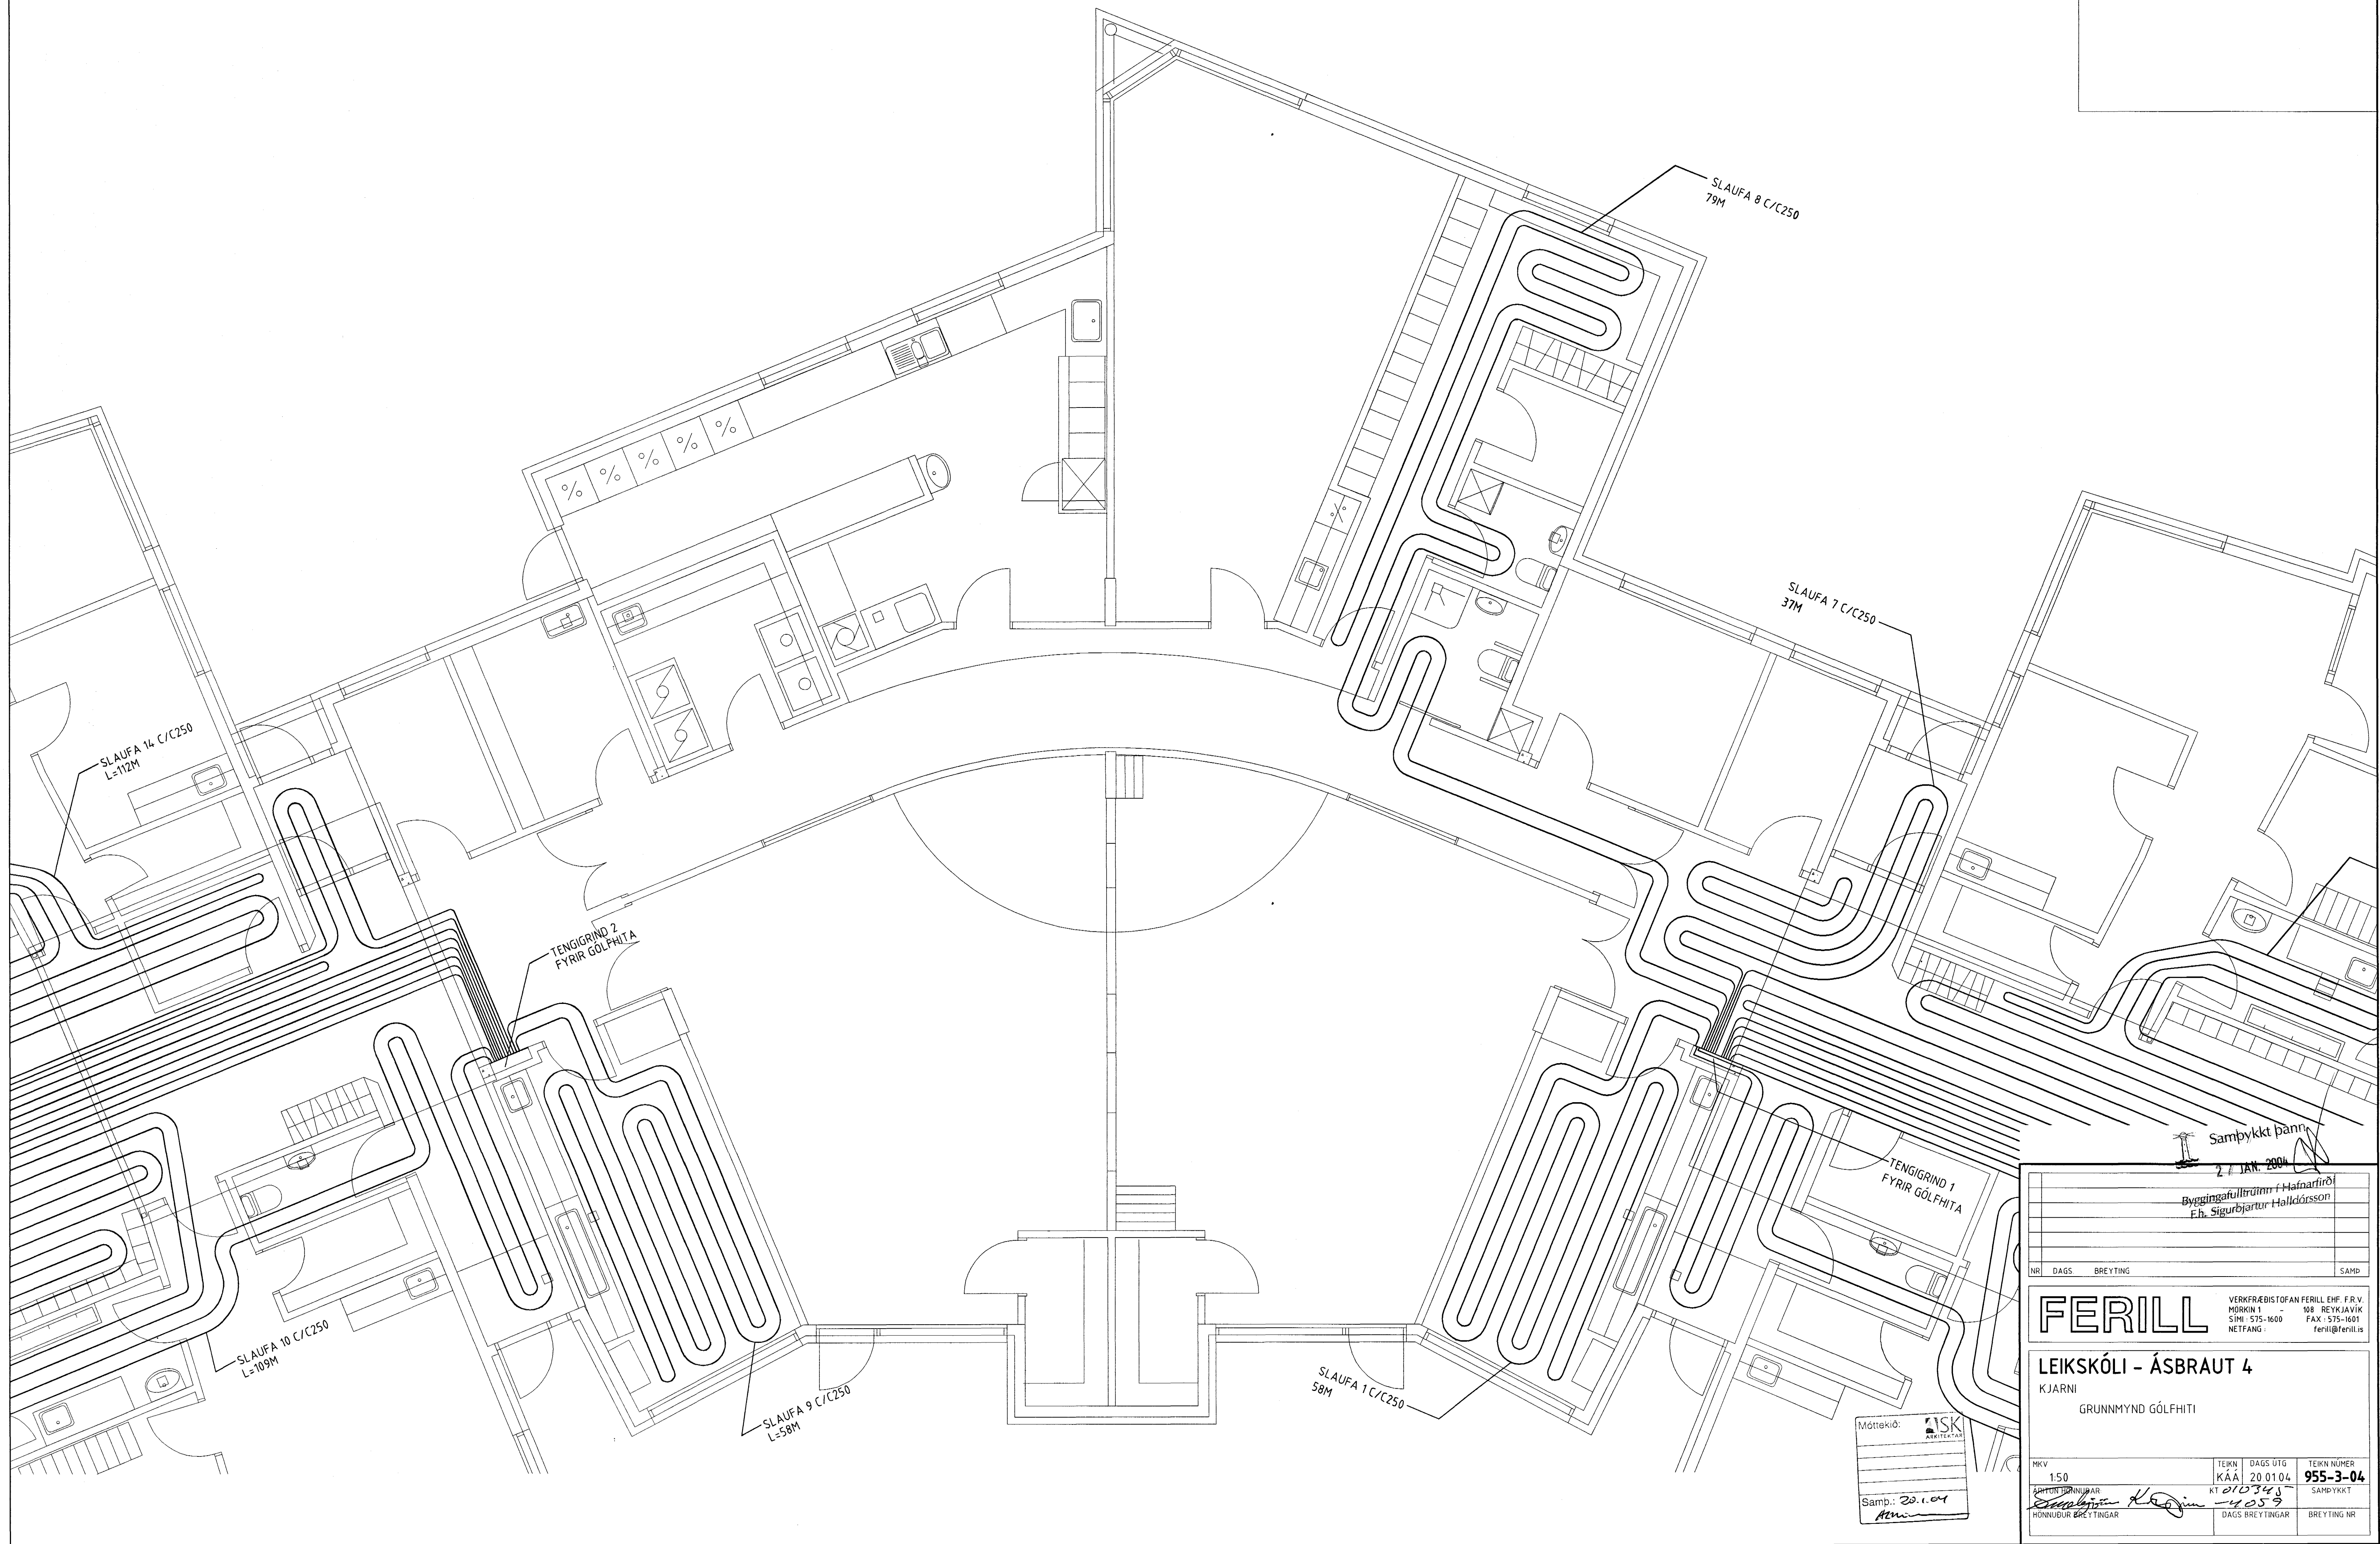 SLAUFA 8 C/C250
79M
SLAUFA 7 C/C250
37M
SLAUFA 14 C/C250
L=112M
TENGIGRIND 2
FYRIR GÓLFHITA
TENGIGRIND 1
FYRIR GÓLFHITA
SLAUFA 10 C/C250
L=109M
SLAUFA 9 C/C250
L=58M
SLAUFA 1 C/C250
58M
Samþykkt þann
JAN. 2004
Byggingafulltrúinn í Hafnarfirði
F.h. Sigurbjartur Halldórsson
NR DAGS BREYTING SAMÞ
FERILL
VERKFRÆÐISTOFAN FERILL EHF. F.R.V.
MÖRKIN 1 - 108 REYKJAVÍK
SÍMI : 575-1600 FAX : 575-1601
NETFANG : ferill@ferill.is
LEIKSKÓLI - ÁSBRAUT 4
KJARNI
GRUNNMYND GÓLFHITI
MKV TEIKN DAGS ÚTG TEIKN NÚMER
1:50 KÁÁ 20.01.04 955-3-04
ÁRITUN HÖNNUÐAR KT 010345 SAMÞYKKT
-4059
HÖNNUÐUR BREYTINGAR DAGS BREYTINGAR BREYTING NR
Móttekið: ASK
ARKITEKTAR
Samþ.: 20.1.04